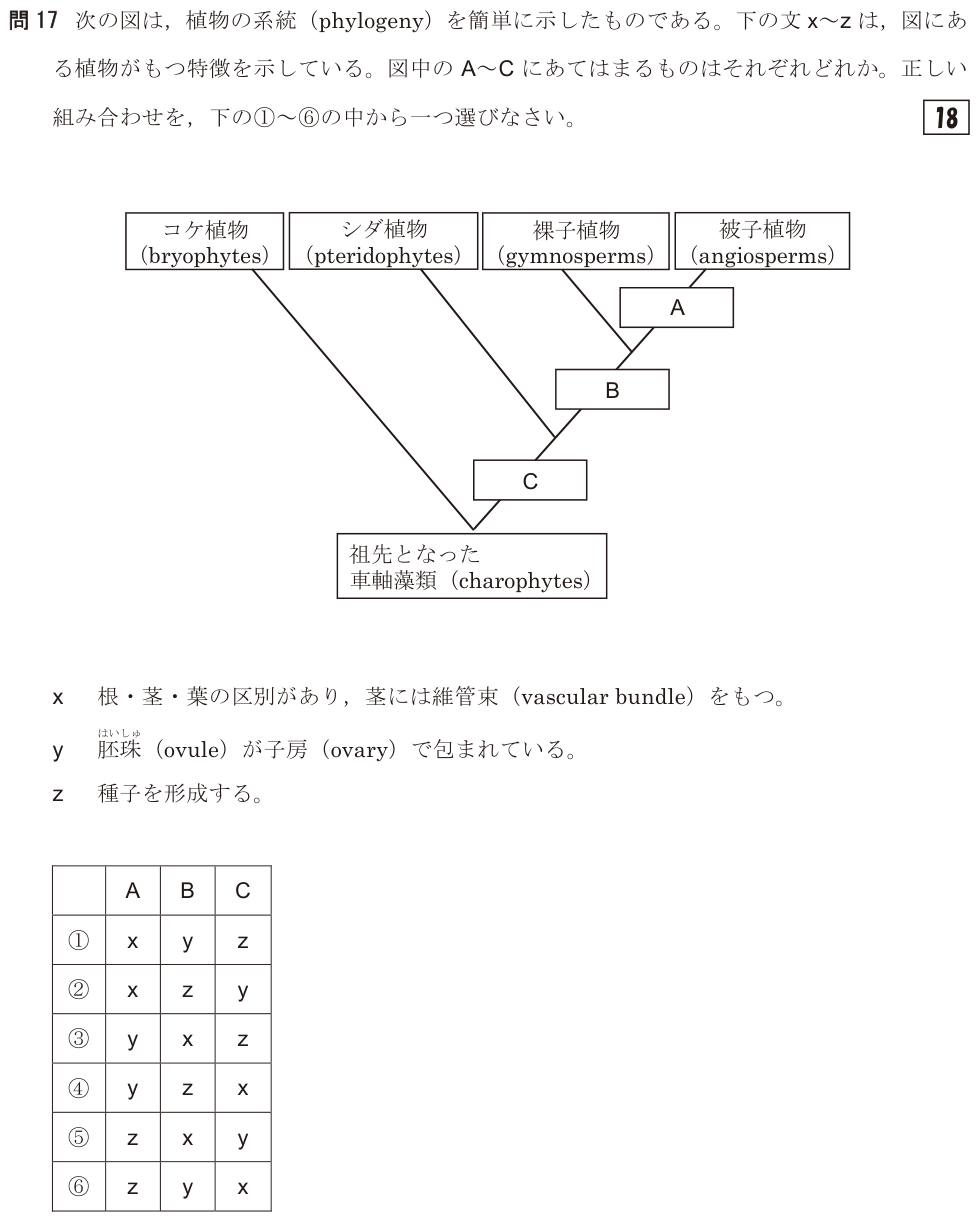 問17 次の図は，植物の系統（phylogeny）を簡単に示したものである。下の文 x～z は，図にあ
る植物がもつ特徴を示している。図中の A～C にあてはまるものはそれぞれどれか。正しい
組み合わせを，下の①～⑥の中から一つ選びなさい。 18
コケ植物 シダ植物 裸子植物 被子植物
（bryophytes） （pteridophytes） （gymnosperms） （angiosperms）
A
B
C
祖先となった
車軸藻類（charophytes）
x 根・茎・葉の区別があり，茎には維管束（vascular bundle）をもつ。
はいしゅ
y 胚珠（ovule）が子房（ovary）で包まれている。
z 種子を形成する。
A B C
① x y z
② x z y
③ y x z
④ y z x
⑤ z x y
⑥ z y x